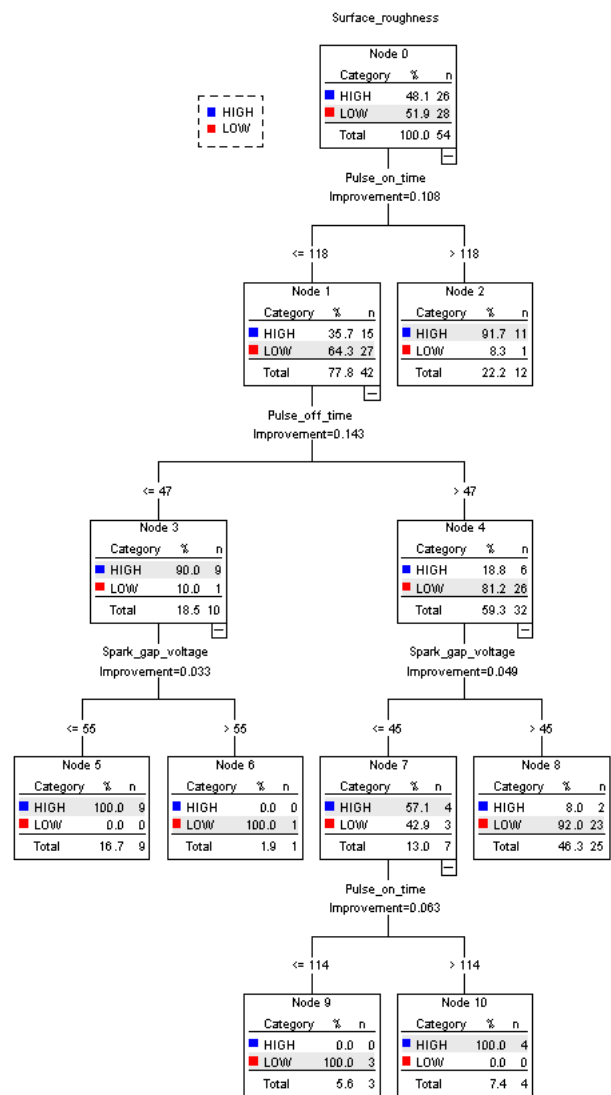 Surface_roughness
HIGH
LOW
Node 0
Category % n
HIGH 48.1 26
LOW 51.9 28
Total 100.0 54
Pulse_on_time
Improvement=0.108
<= 118 > 118
Node 1
Category % n
HIGH 35.7 15
LOW 64.3 27
Total 77.8 42
Node 2
Category % n
HIGH 91.7 11
LOW 8.3 1
Total 22.2 12
Pulse_off_time
Improvement=0.143
<= 47 > 47
Node 3
Category % n
HIGH 90.0 9
LOW 10.0 1
Total 18.5 10
Node 4
Category % n
HIGH 18.8 6
LOW 81.2 26
Total 59.3 32
Spark_gap_voltage
Improvement=0.033
Spark_gap_voltage
Improvement=0.049
<= 55 > 55 <= 45 > 45
Node 5
Category % n
HIGH 100.0 9
LOW 0.0 0
Total 16.7 9
Node 6
Category % n
HIGH 0.0 0
LOW 100.0 1
Total 1.9 1
Node 7
Category % n
HIGH 57.1 4
LOW 42.9 3
Total 13.0 7
Node 8
Category % n
HIGH 8.0 2
LOW 92.0 23
Total 46.3 25
Pulse_on_time
Improvement=0.063
<= 114 > 114
Node 9
Category % n
HIGH 0.0 0
LOW 100.0 3
Total 5.6 3
Node 10
Category % n
HIGH 100.0 4
LOW 0.0 0
Total 7.4 4